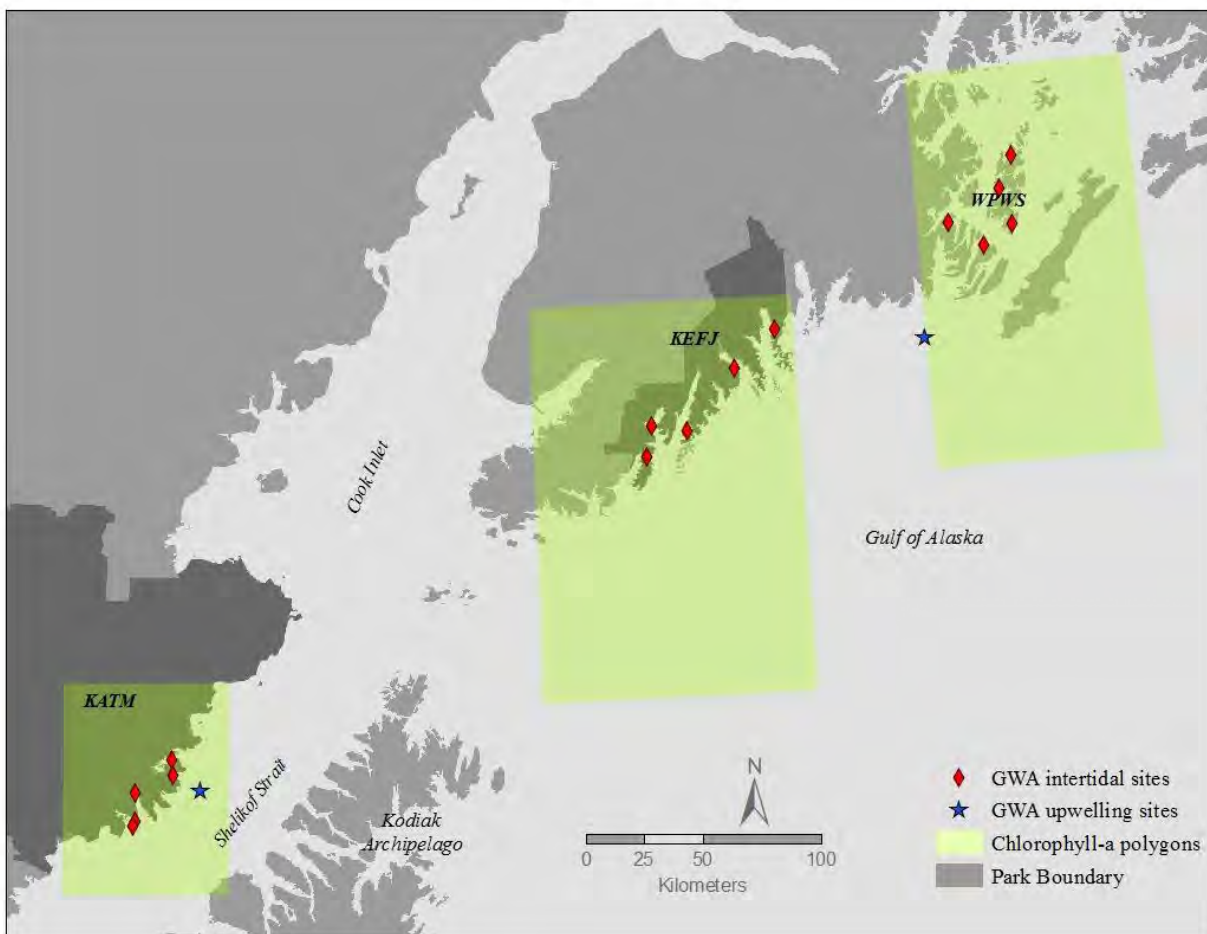 WPWS
KEFJ
Cook Inlet
Gulf of Alaska
KATM
Shelikof Strait
Kodiak
Archipelago
N
0 25 50 100
Kilometers
GWA intertidal sites
GWA upwelling sites
Chlorophyll-a polygons
Park Boundary